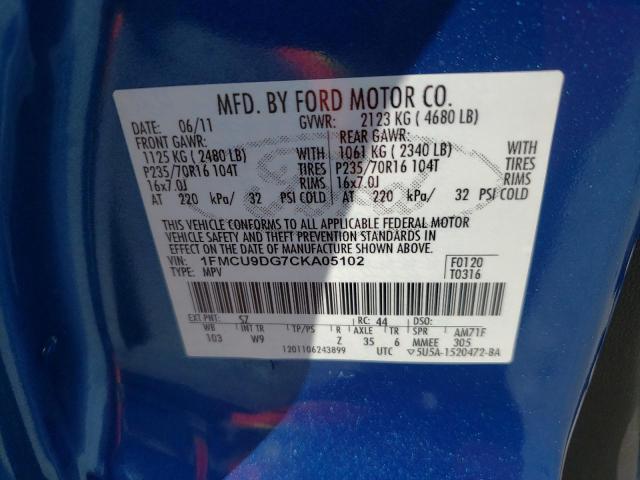 MFD. BY FORD MOTOR CO.
DATE: 06/11 GVWR: 2123 KG ( 4680 LB)
FRONT GAWR: REAR GAWR:
1125 KG ( 2480 LB) WITH 1061 KG ( 2340 LB) WITH
P235/70R16 104T TIRES P235/70R16 104T TIRES
16x7.0J RIMS 16x7.0J RIMS
AT 220 kPa/ 32 PSI COLD AT 220 kPa/ 32 PSI COLD
THIS VEHICLE CONFORMS TO ALL APPLICABLE FEDERAL MOTOR
VEHICLE SAFETY AND THEFT PREVENTION STANDARDS IN
EFFECT ON THE DATE OF MANUFACTURE SHOWN ABOVE.
VIN: 1FMCU9DG7CKA05102 F0120
TYPE: MPV T0316
EXT PNT: SZ RC: 44 DSO:
WB INT TR TP/PS R AXLE TR SPR AM71F
103 W9 Z 35 6 MMEE 305
1201106243899 UTC 5U5A-1520472-BA